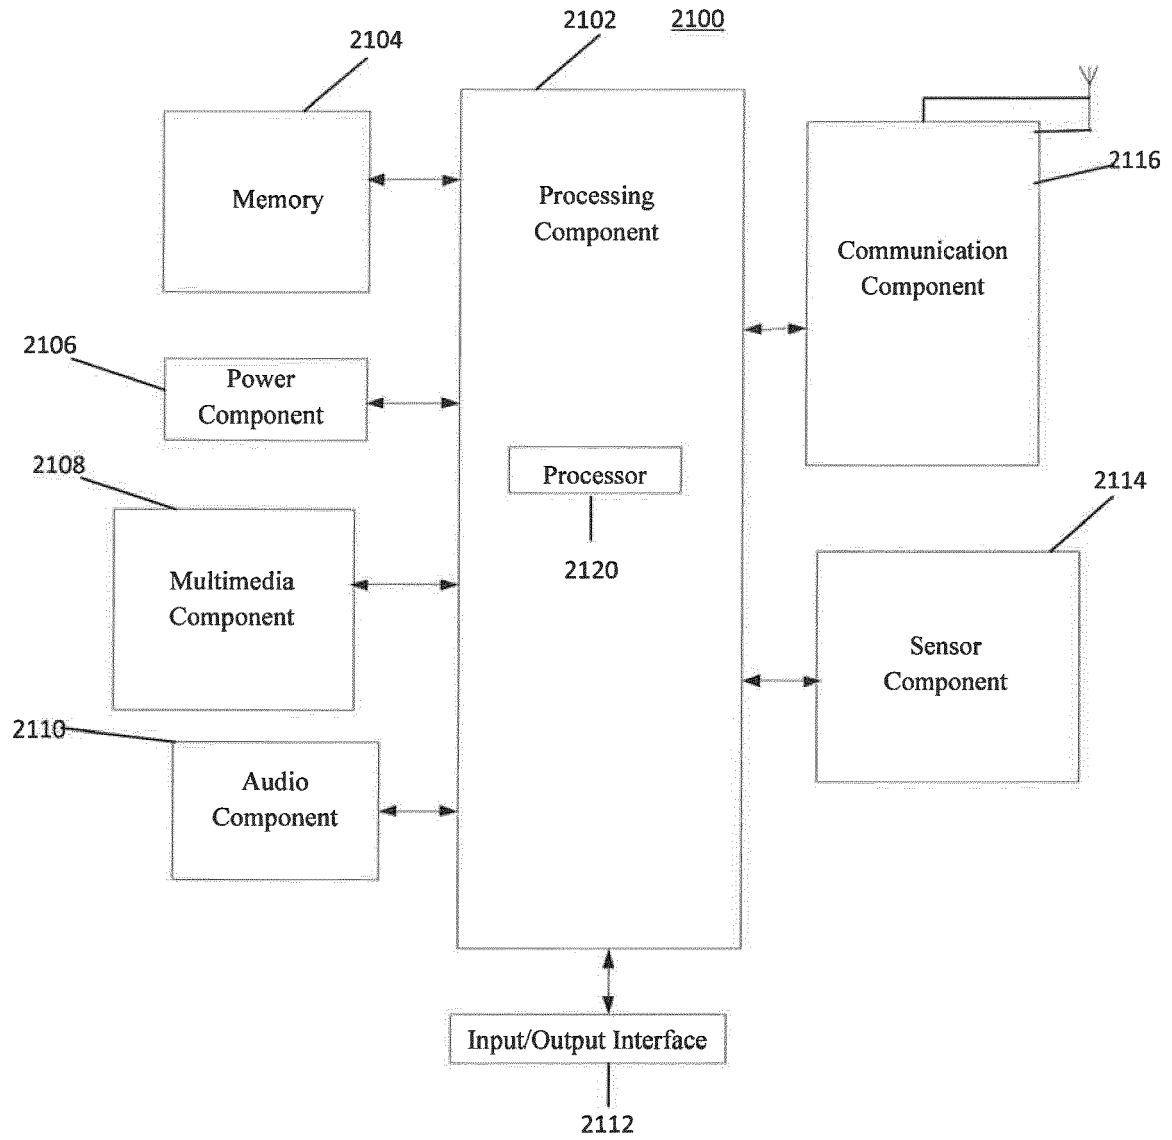 2102
2100
2104
2116
Memory
Processing
Component
Communication
Component
2106
Power
Component
2108
Processor
2114
2120
Multimedia
Component
Sensor
Component
2110
Audio
Component
Input/Output Interface
2112